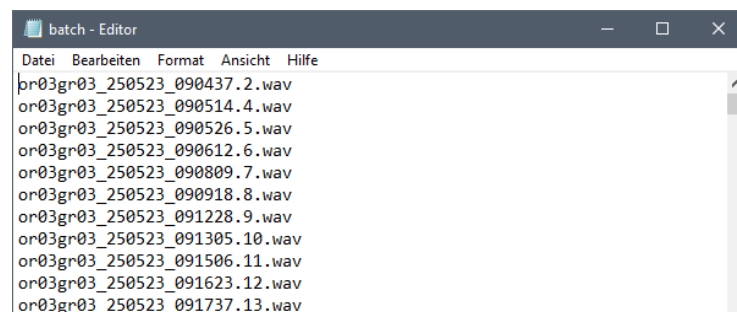 batch - Editor
Datei Bearbeiten Format Ansicht Hilfe
or03gr03_250523_090437.2.wav
or03gr03_250523_090514.4.wav
or03gr03_250523_090526.5.wav
or03gr03_250523_090612.6.wav
or03gr03_250523_090809.7.wav
or03gr03_250523_090918.8.wav
or03gr03_250523_091228.9.wav
or03gr03_250523_091305.10.wav
or03gr03_250523_091506.11.wav
or03gr03_250523_091623.12.wav
or03gr03_250523_091737.13.wav